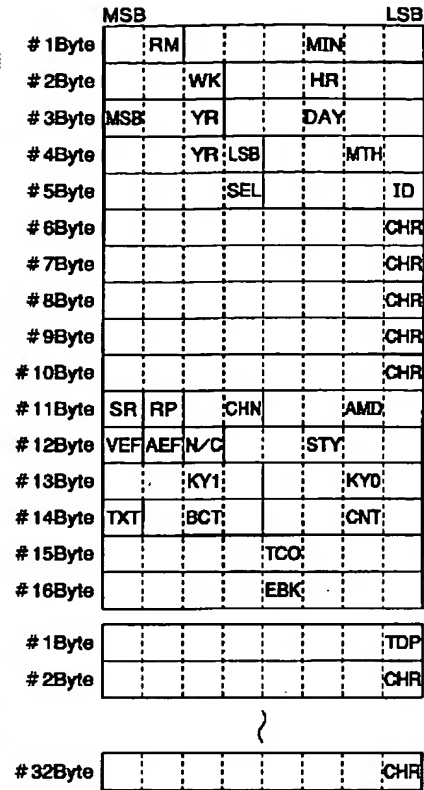 MSB LSB
#1Byte RM MIN
#2Byte WK HR
#3Byte MSB YR DAY
#4Byte YR LSB MTH
#5Byte SEL ID
#6Byte CHR
#7Byte CHR
#8Byte CHR
#9Byte CHR
#10Byte CHR
#11Byte SR RP CHN AMD
#12Byte VEF AEF N/C STY
#13Byte KY1 KY0
#14Byte TXT BCT CNT
#15Byte TCO
#16Byte EBK
#1Byte TDP
#2Byte CHR
#32Byte CHR